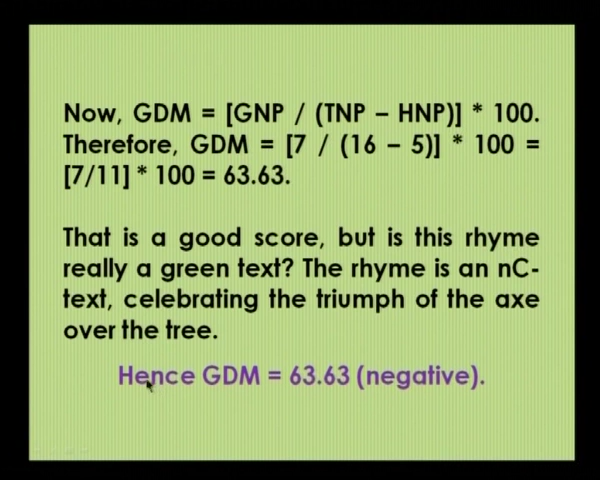 Now, GDM = [GNP / (TNP – HNP)] * 100.
Therefore, GDM = [7 / (16 – 5)] * 100 =
[7/11] * 100 = 63.63.
That is a good score, but is this rhyme
really a green text? The rhyme is an nC-
text, celebrating the triumph of the axe
over the tree.
Hence GDM = 63.63 (negative).